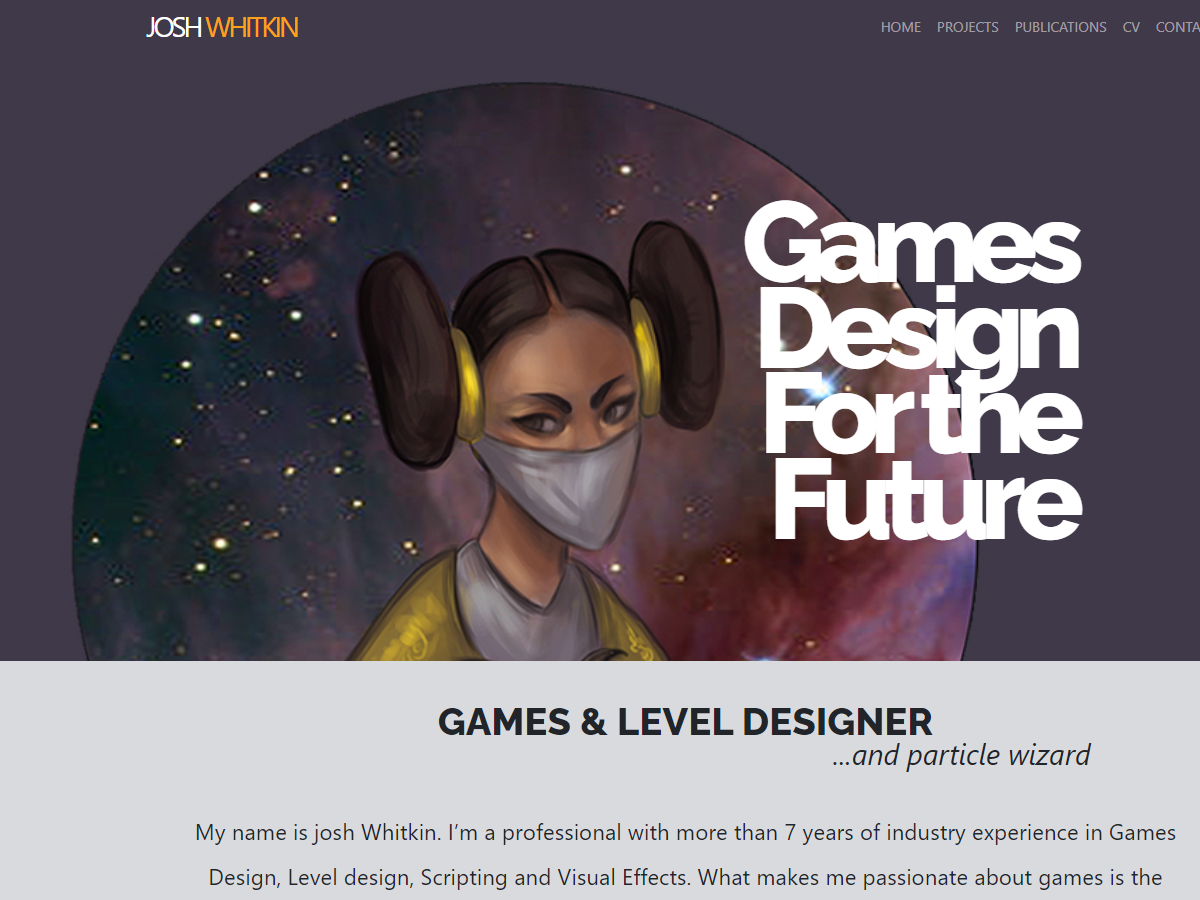 JOSH WHITKIN
HOME PROJECTS PUBLICATIONS CV CONTA
Games
Design
For the
Future
GAMES & LEVEL DESIGNER
...and particle wizard
My name is josh Whitkin. I’m a professional with more than 7 years of industry experience in Games
Design, Level design, Scripting and Visual Effects. What makes me passionate about games is the